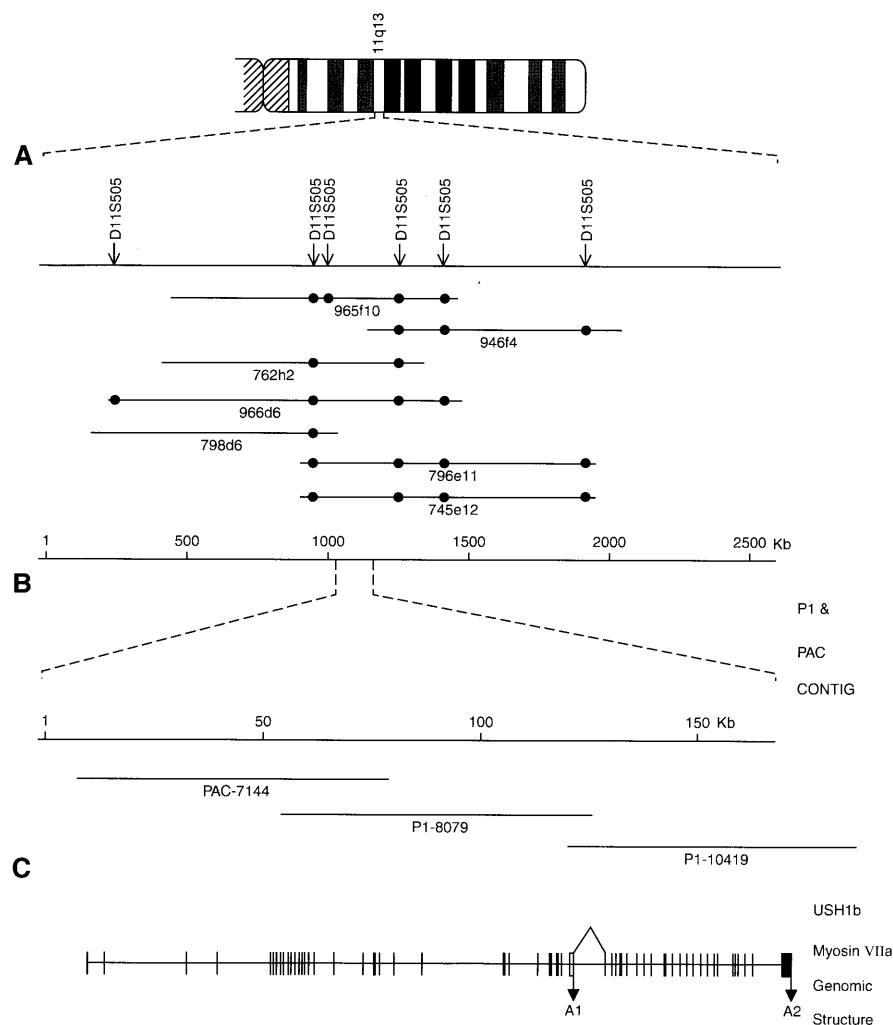 11q13
A
D11S505
D11S505
D11S505
D11S505
D11S505
D11S505
965f10
946f4
762h2
966d6
798d6
796e11
745e12
1 500 1000 1500 2000 2500 Kb
B
P1 &
PAC
CONTIG
1 50 100 150 Kb
PAC-7144
P1-8079
P1-10419
C
USH1b
Myosin VIIa
Genomic
Structure
A1 A2